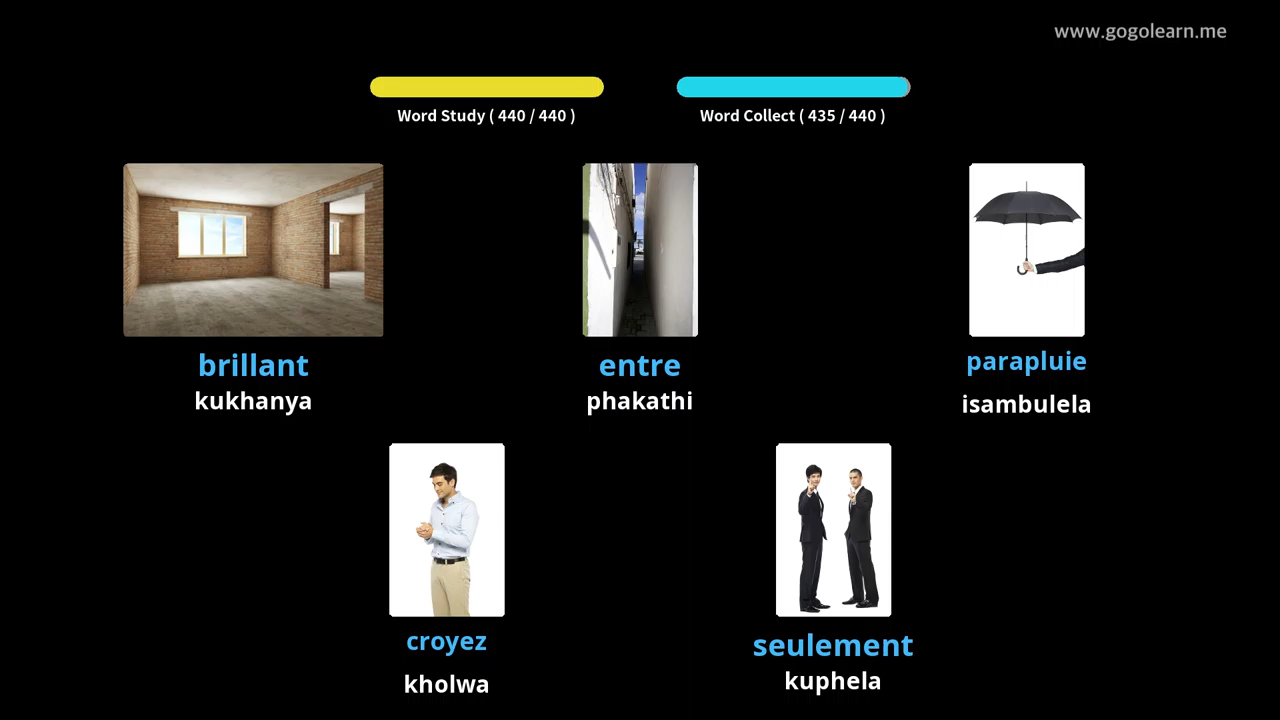 www.gogolearn.me
Word Study ( 440 / 440 )
Word Collect ( 435 / 440 )
brillant
kukhanya
entre
phakathi
parapluie
isambulela
croyez
kholwa
seulement
kuphela